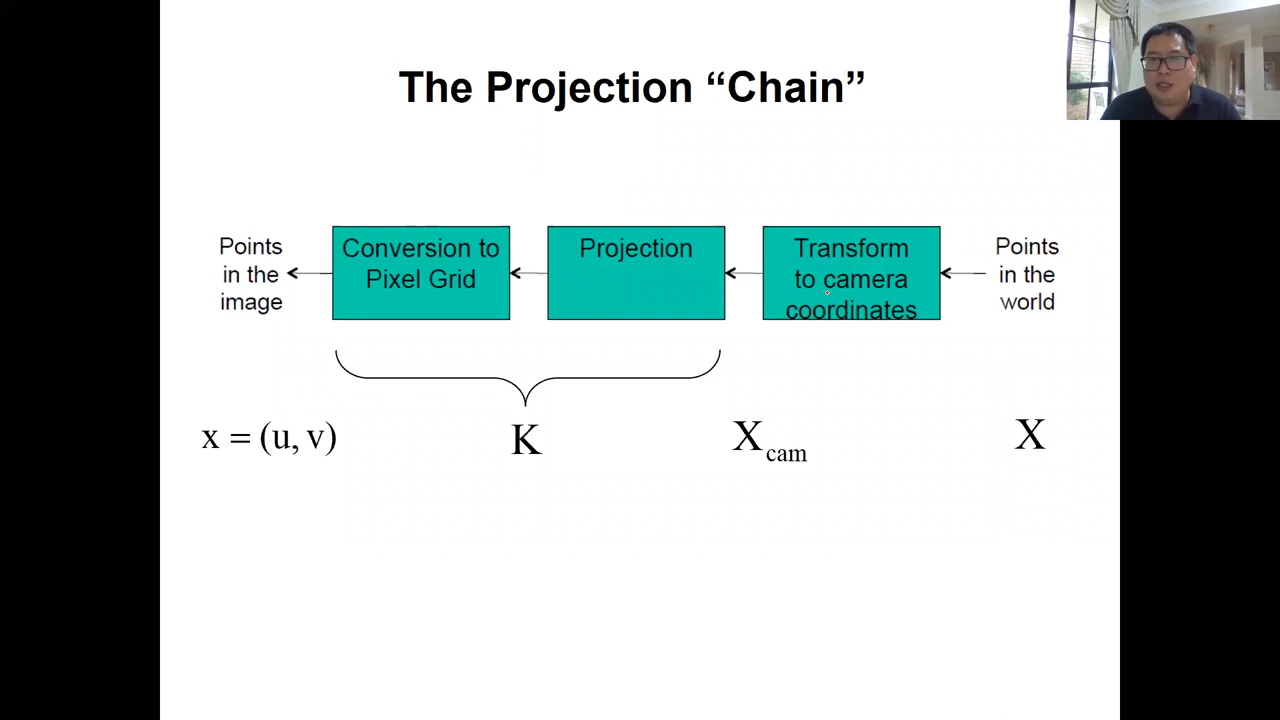 The Projection “Chain”
Points
in the
image
Conversion to
Pixel Grid
Projection
Transform
to camera
coordinates
Points
in the
world
x = (u, v)
K
X_cam
X